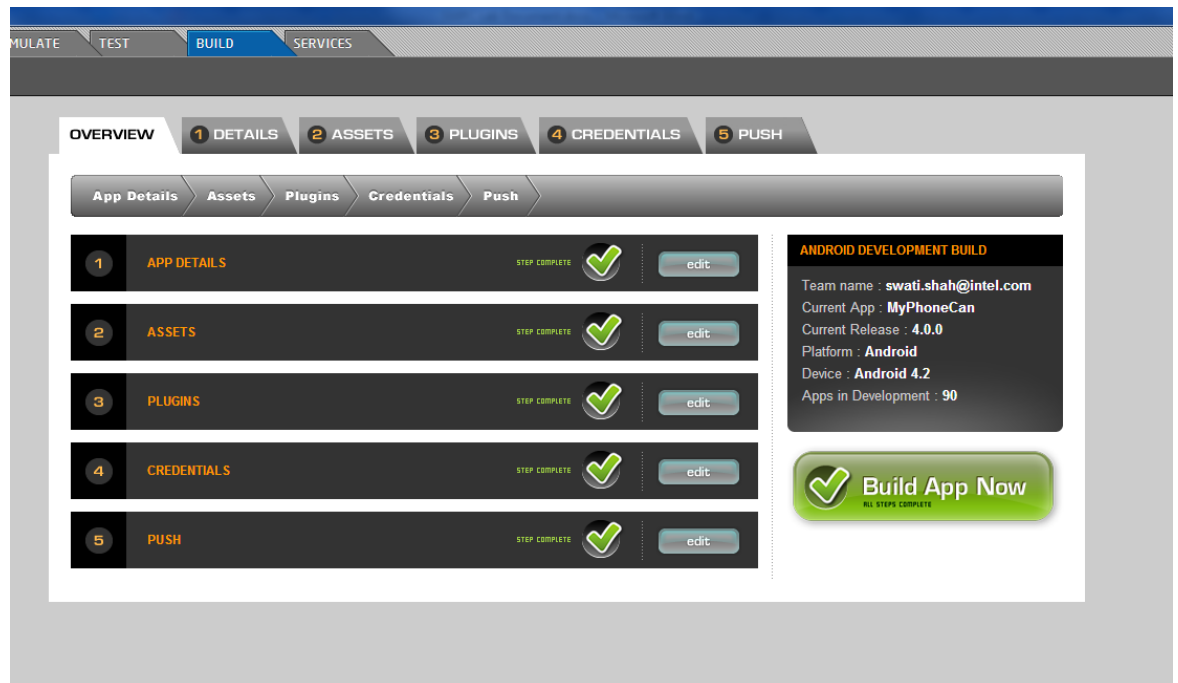 MULATE TEST BUILD SERVICES
OVERVIEW 1 DETAILS 2 ASSETS 3 PLUGINS 4 CREDENTIALS 5 PUSH
App Details Assets Plugins Credentials Push
1 APP DETAILS STEP COMPLETE edit
2 ASSETS STEP COMPLETE edit
3 PLUGINS STEP COMPLETE edit
4 CREDENTIALS STEP COMPLETE edit
5 PUSH STEP COMPLETE edit
ANDROID DEVELOPMENT BUILD
Team name : swati.shah@intel.com
Current App : MyPhoneCan
Current Release : 4.0.0
Platform : Android
Device : Android 4.2
Apps in Development : 90
Build App Now
ALL STEPS COMPLETE